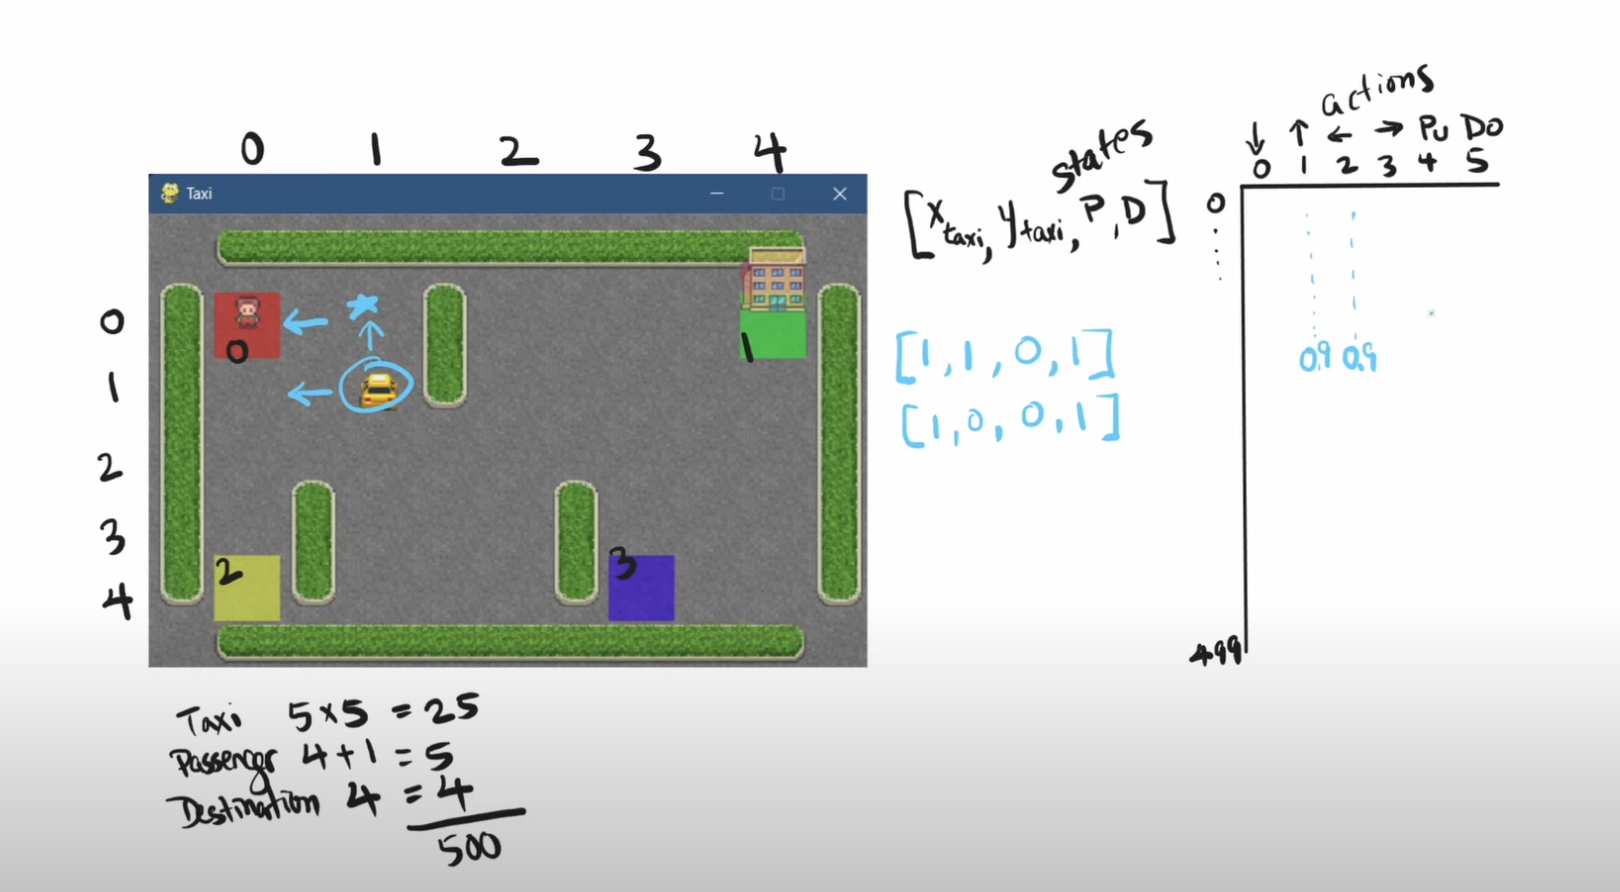 actions
↓ ↑ ← → Pu Do
0 1 2 3 4 5
states
[x taxi, y taxi, P, D]
0
499
0.9 0.9
[1, 1, 0, 1]
[1, 0, 0, 1]
0 1 2 3 4
Taxi
0
1
2
3
4
0
1
2
3
Taxi 5×5 = 25
Passenger 4+1 = 5
Destination 4 = 4
500